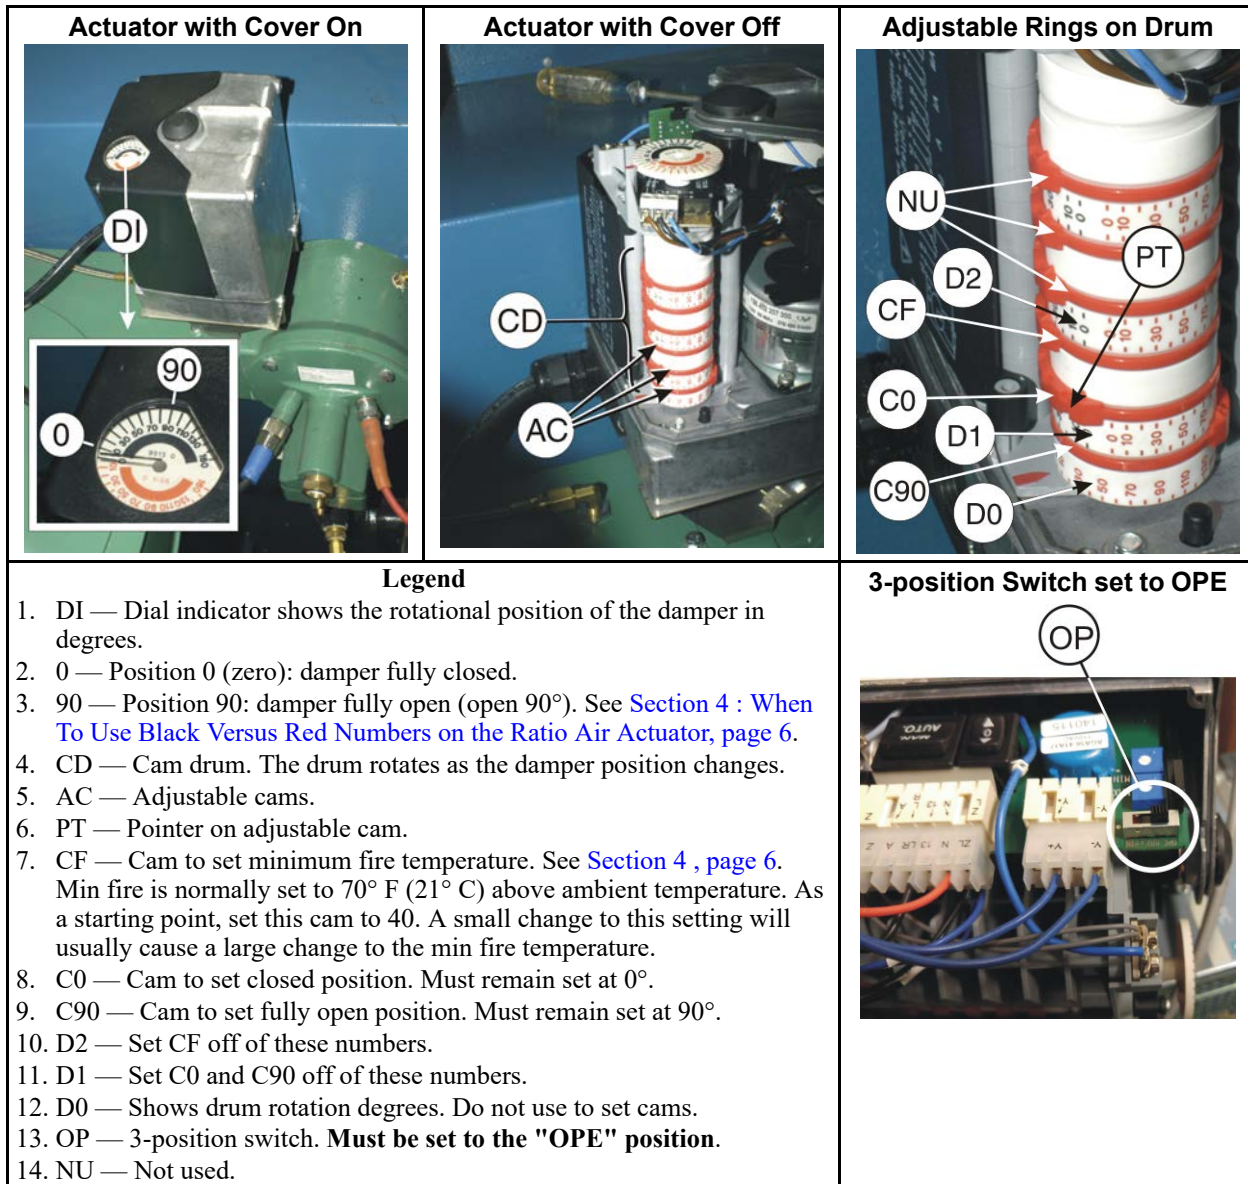 Actuator with Cover On
Actuator with Cover Off
Adjustable Rings on Drum
DI
90
0
CD
AC
NU
PT
D2
CF
C0
D1
C90
D0
Legend
1. DI — Dial indicator shows the rotational position of the damper in
degrees.
2. 0 — Position 0 (zero): damper fully closed.
3. 90 — Position 90: damper fully open (open 90°). See Section 4 : When
To Use Black Versus Red Numbers on the Ratio Air Actuator, page 6.
4. CD — Cam drum. The drum rotates as the damper position changes.
5. AC — Adjustable cams.
6. PT — Pointer on adjustable cam.
7. CF — Cam to set minimum fire temperature. See Section 4 , page 6.
Min fire is normally set to 70° F (21° C) above ambient temperature. As
a starting point, set this cam to 40. A small change to this setting will
usually cause a large change to the min fire temperature.
8. C0 — Cam to set closed position. Must remain set at 0°.
9. C90 — Cam to set fully open position. Must remain set at 90°.
10. D2 — Set CF off of these numbers.
11. D1 — Set C0 and C90 off of these numbers.
12. D0 — Shows drum rotation degrees. Do not use to set cams.
13. OP — 3-position switch. Must be set to the "OPE" position.
14. NU — Not used.
3-position Switch set to OPE
OP
MAN.
AUTO.